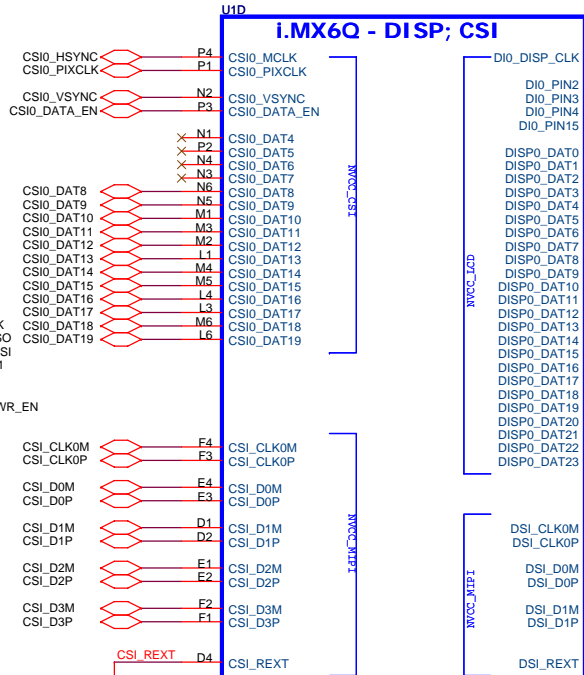 U1D
i.MX6Q - DISP; CSI
CSI0_HSYNC P4 CSI0_MCLK DI0_DISP_CLK
CSI0_PIXCLK P1 CSI0_PIXCLK
DI0_PIN2
CSI0_VSYNC N2 CSI0_VSYNC DI0_PIN3
CSI0_DATA_EN P3 CSI0_DATA_EN DI0_PIN4
DI0_PIN15
N1 CSI0_DAT4
P2 CSI0_DAT5 DISP0_DAT0
N4 CSI0_DAT6 DISP0_DAT1
N3 CSI0_DAT7 DISP0_DAT2
CSI0_DAT8 N6 CSI0_DAT8 DISP0_DAT3
CSI0_DAT9 N5 CSI0_DAT9 DISP0_DAT4
CSI0_DAT10 M1 CSI0_DAT10 DISP0_DAT5
CSI0_DAT11 M3 CSI0_DAT11 DISP0_DAT6
CSI0_DAT12 M2 CSI0_DAT12 DISP0_DAT7
CSI0_DAT13 L1 CSI0_DAT13 DISP0_DAT8
CSI0_DAT14 M4 CSI0_DAT14 DISP0_DAT9
CSI0_DAT15 M5 CSI0_DAT15 DISP0_DAT10
CSI0_DAT16 L4 CSI0_DAT16 DISP0_DAT11
CSI0_DAT17 L3 CSI0_DAT17 DISP0_DAT12
CSI0_DAT18 M6 CSI0_DAT18 DISP0_DAT13
CSI0_DAT19 L6 CSI0_DAT19 DISP0_DAT14
DISP0_DAT15
DISP0_DAT16
DISP0_DAT17
DISP0_DAT18
WR_EN DISP0_DAT19
DISP0_DAT20
DISP0_DAT21
CSI_CLK0M F4 CSI_CLK0M DISP0_DAT22
CSI_CLK0P F3 CSI_CLK0P DISP0_DAT23
NVCC_CSI
NVCC_LCD
CSI_D0M E4 CSI_D0M
CSI_D0P E3 CSI_D0P
CSI_D1M D1 CSI_D1M DSI_CLK0M
CSI_D1P D2 CSI_D1P DSI_CLK0P
CSI_D2M E1 CSI_D2M DSI_D0M
CSI_D2P E2 CSI_D2P DSI_D0P
CSI_D3M F2 CSI_D3M DSI_D1M
CSI_D3P F1 CSI_D3P DSI_D1P
NVCC_MIPI
NVCC_MIPI
CSI_REXT D4 CSI_REXT DSI_REXT